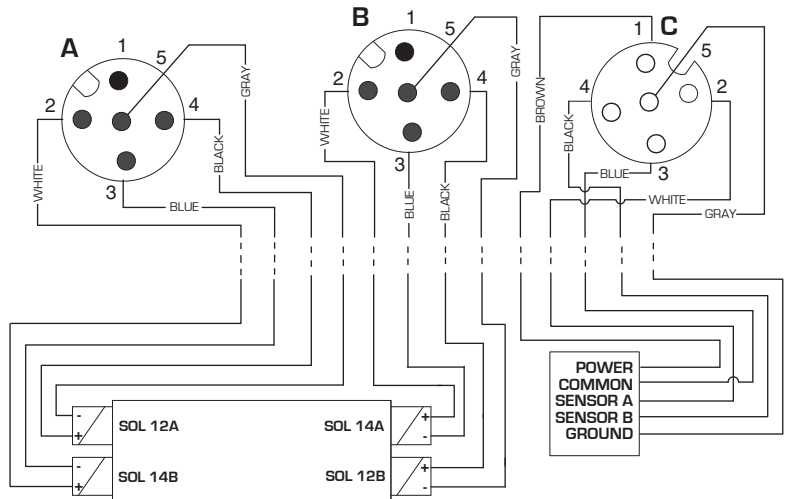 A
1
5
2
4
3
WHITE
BLUE
BLACK
GRAY
B
1
5
2
4
3
WHITE
BLUE
BLACK
GRAY
C
1
5
4
2
3
BROWN
BLACK
BLUE
WHITE
GRAY
-
+
SOL 12A
-
+
SOL 14B
SOL 14A
+
-
SOL 12B
+
-
POWER
COMMON
SENSOR A
SENSOR B
GROUND